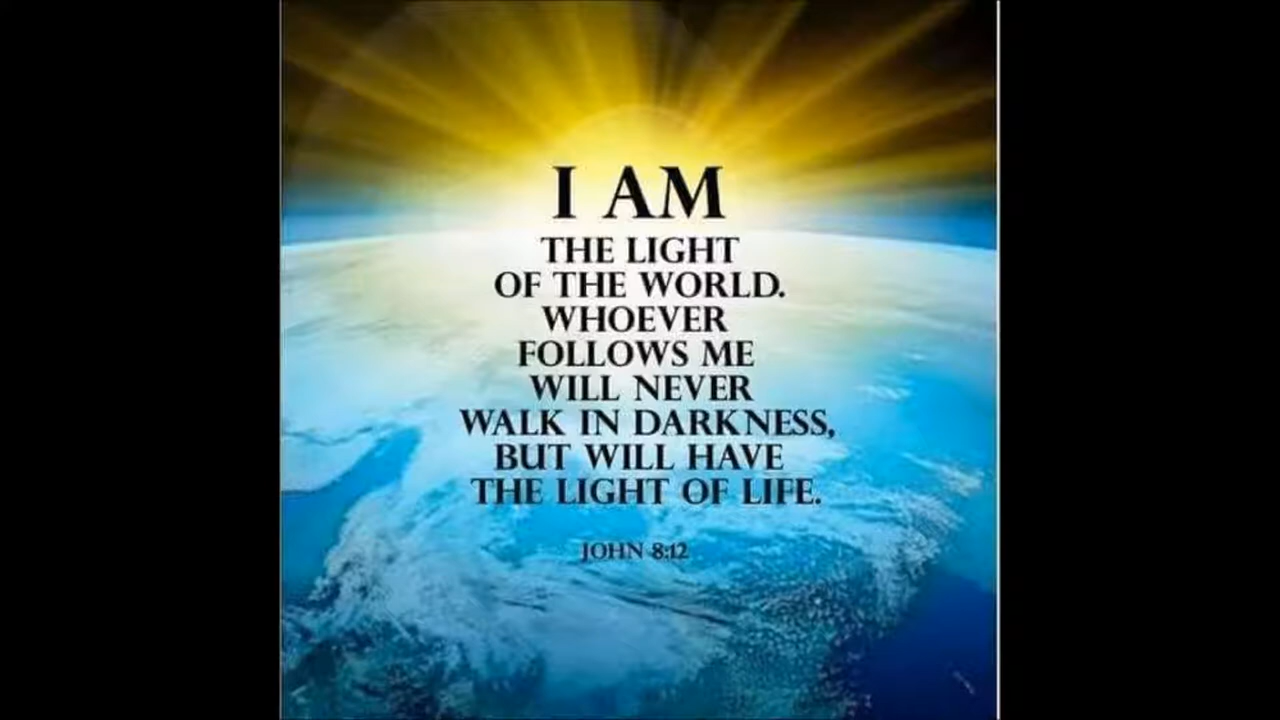 I AM
THE LIGHT
OF THE WORLD.
WHOEVER
FOLLOWS ME
WILL NEVER
WALK IN DARKNESS,
BUT WILL HAVE
THE LIGHT OF LIFE.
JOHN 8:12